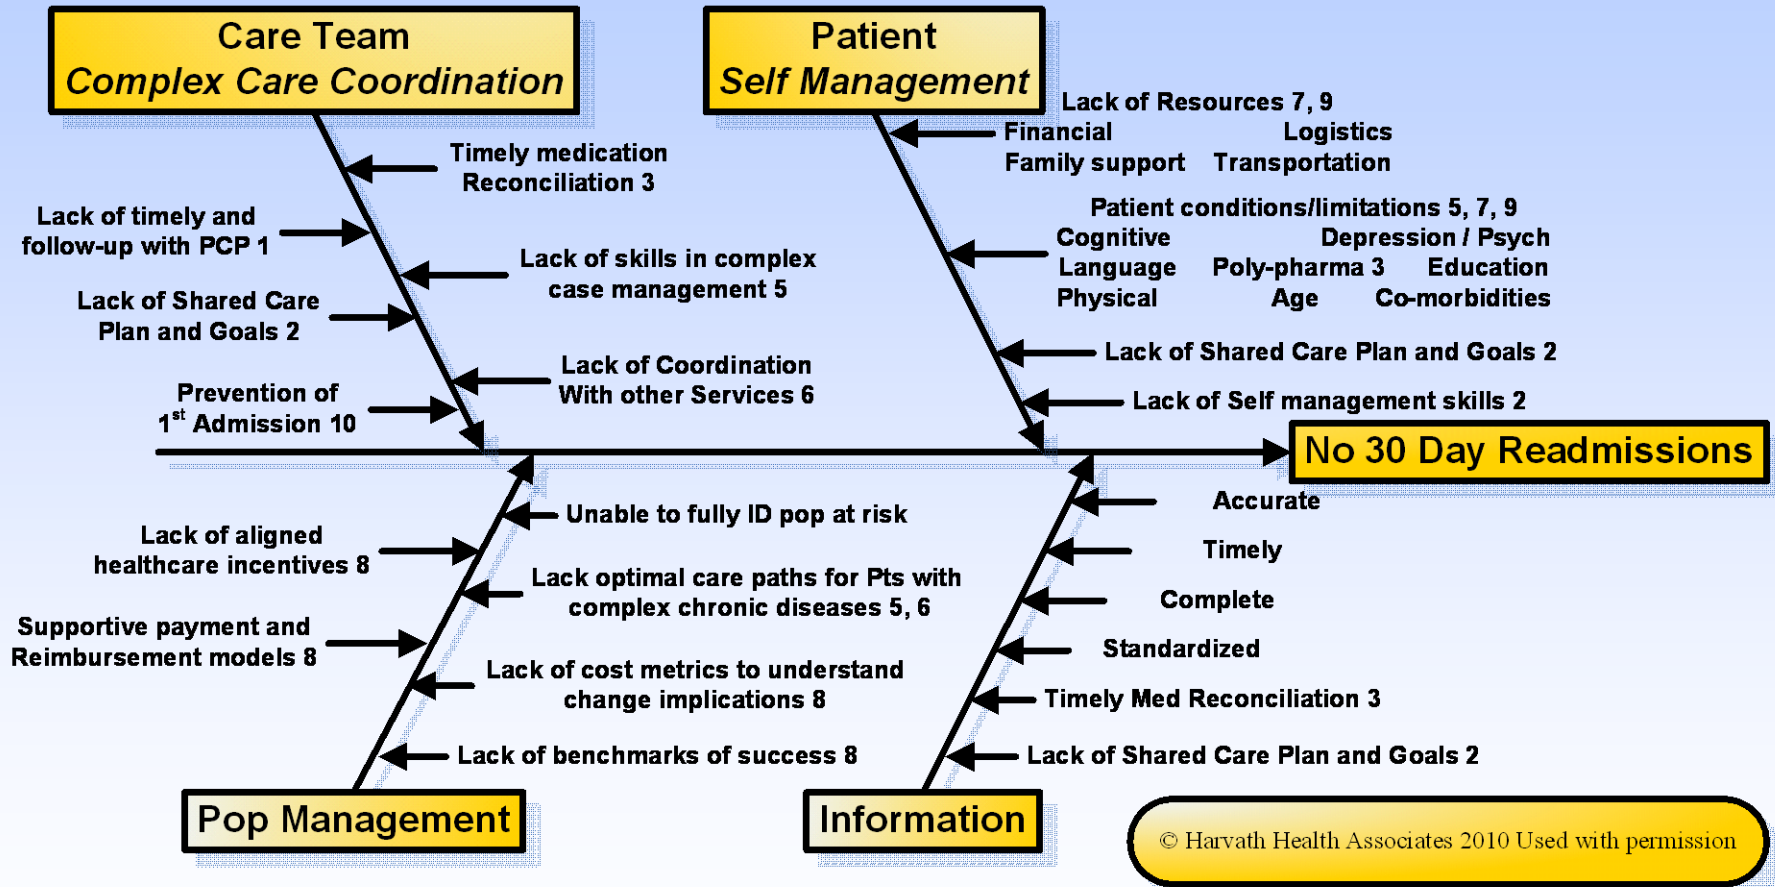 Care Team
Complex Care Coordination
Timely medication
Reconciliation 3
Lack of timely and
follow-up with PCP 1
Lack of skills in complex
case management 5
Lack of Shared Care
Plan and Goals 2
Lack of Coordination
With other Services 6
Prevention of
1st Admission 10
Patient
Self Management
Lack of Resources 7, 9
Financial Logistics
Family support Transportation
Patient conditions/limitations 5, 7, 9
Cognitive Depression / Psych
Language Poly-pharma 3 Education
Physical Age Co-morbidities
Lack of Shared Care Plan and Goals 2
Lack of Self management skills 2
No 30 Day Readmissions
Unable to fully ID pop at risk
Lack of aligned
healthcare incentives 8
Lack optimal care paths for Pts with
complex chronic diseases 5, 6
Supportive payment and
Reimbursement models 8
Lack of cost metrics to understand
change implications 8
Lack of benchmarks of success 8
Pop Management
Accurate
Timely
Complete
Standardized
Timely Med Reconciliation 3
Lack of Shared Care Plan and Goals 2
Information
© Harvath Health Associates 2010 Used with permission